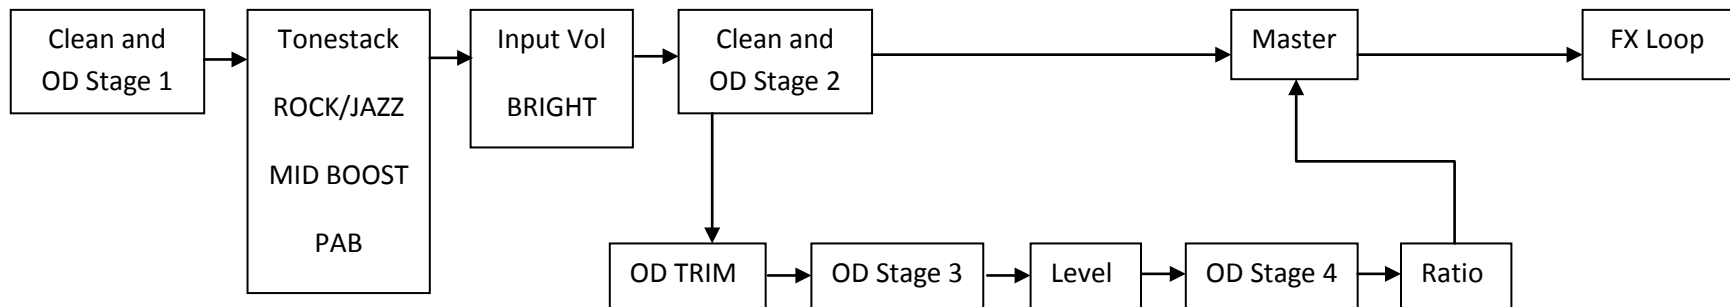 Clean and
OD Stage 1
Tonestack
ROCK/JAZZ
MID BOOST
PAB
Input Vol
BRIGHT
Clean and
OD Stage 2
Master
FX Loop
OD TRIM
OD Stage 3
Level
OD Stage 4
Ratio